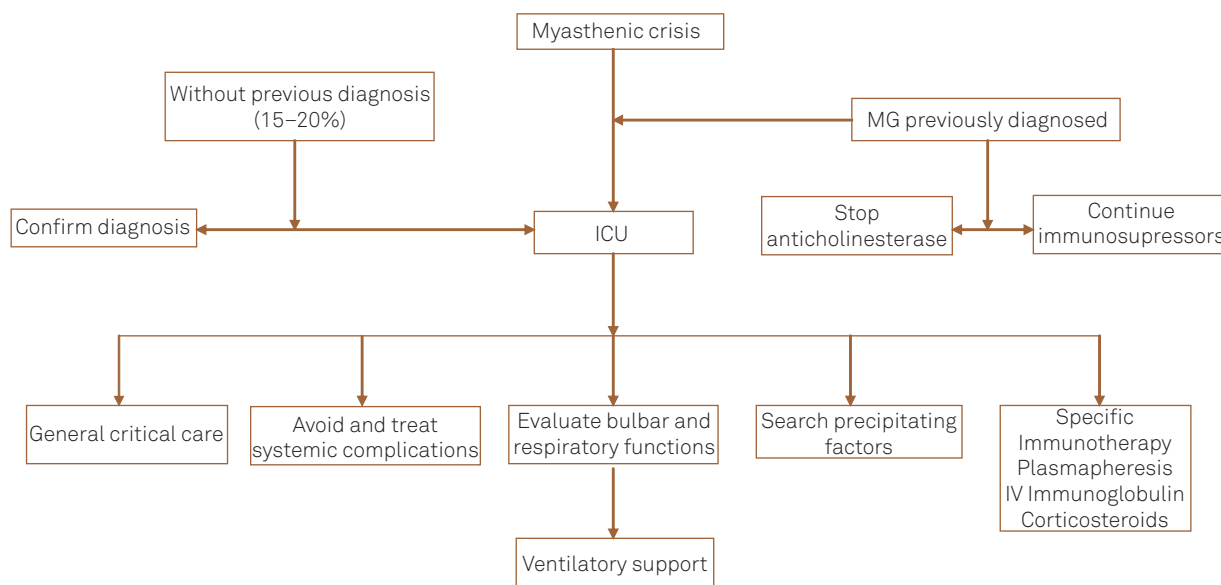 Myasthenic crisis
Without previous diagnosis
(15–20%)
MG previously diagnosed
Confirm diagnosis
ICU
Stop
anticholinesterase
Continue
immunosupressors
General critical care
Avoid and treat
systemic complications
Evaluate bulbar and
respiratory functions
Search precipitating
factors
Specific
Immunotherapy
Plasmapheresis
IV Immunoglobulin
Corticosteroids
Ventilatory support